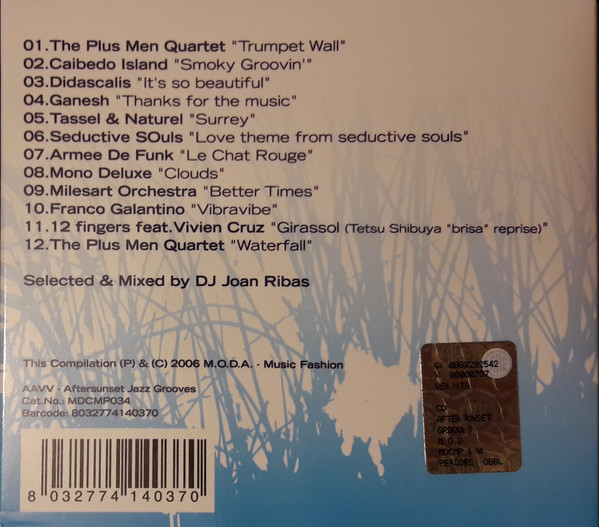 01.The Plus Men Quartet "Trumpet Wall"
02.Caibedo Island "Smoky Groovin'"
03.Didascalis "It's so beautiful"
04.Ganesh "Thanks for the music"
05.Tassel & Naturel "Surrey"
06.Seductive SOuls "Love theme from seductive souls"
07.Armee De Funk "Le Chat Rouge"
08.Mono Deluxe "Clouds"
09.Milesart Orchestra "Better Times"
10.Franco Galantino "Vibravibe"
11.12 fingers feat.Vivien Cruz "Girassol (Tetsu Shibuya "brisa" reprise)"
12.The Plus Men Quartet "Waterfall"
Selected & Mixed by DJ Joan Ribas
This Compilation (P) & (C) 2006 M.O.D.A. - Music Fashion
AAVV - Aftersunset Jazz Grooves
Cat.No.: MDCMP034
Barcode: 8032774140370
8 032774 140370
CD
M.O.D